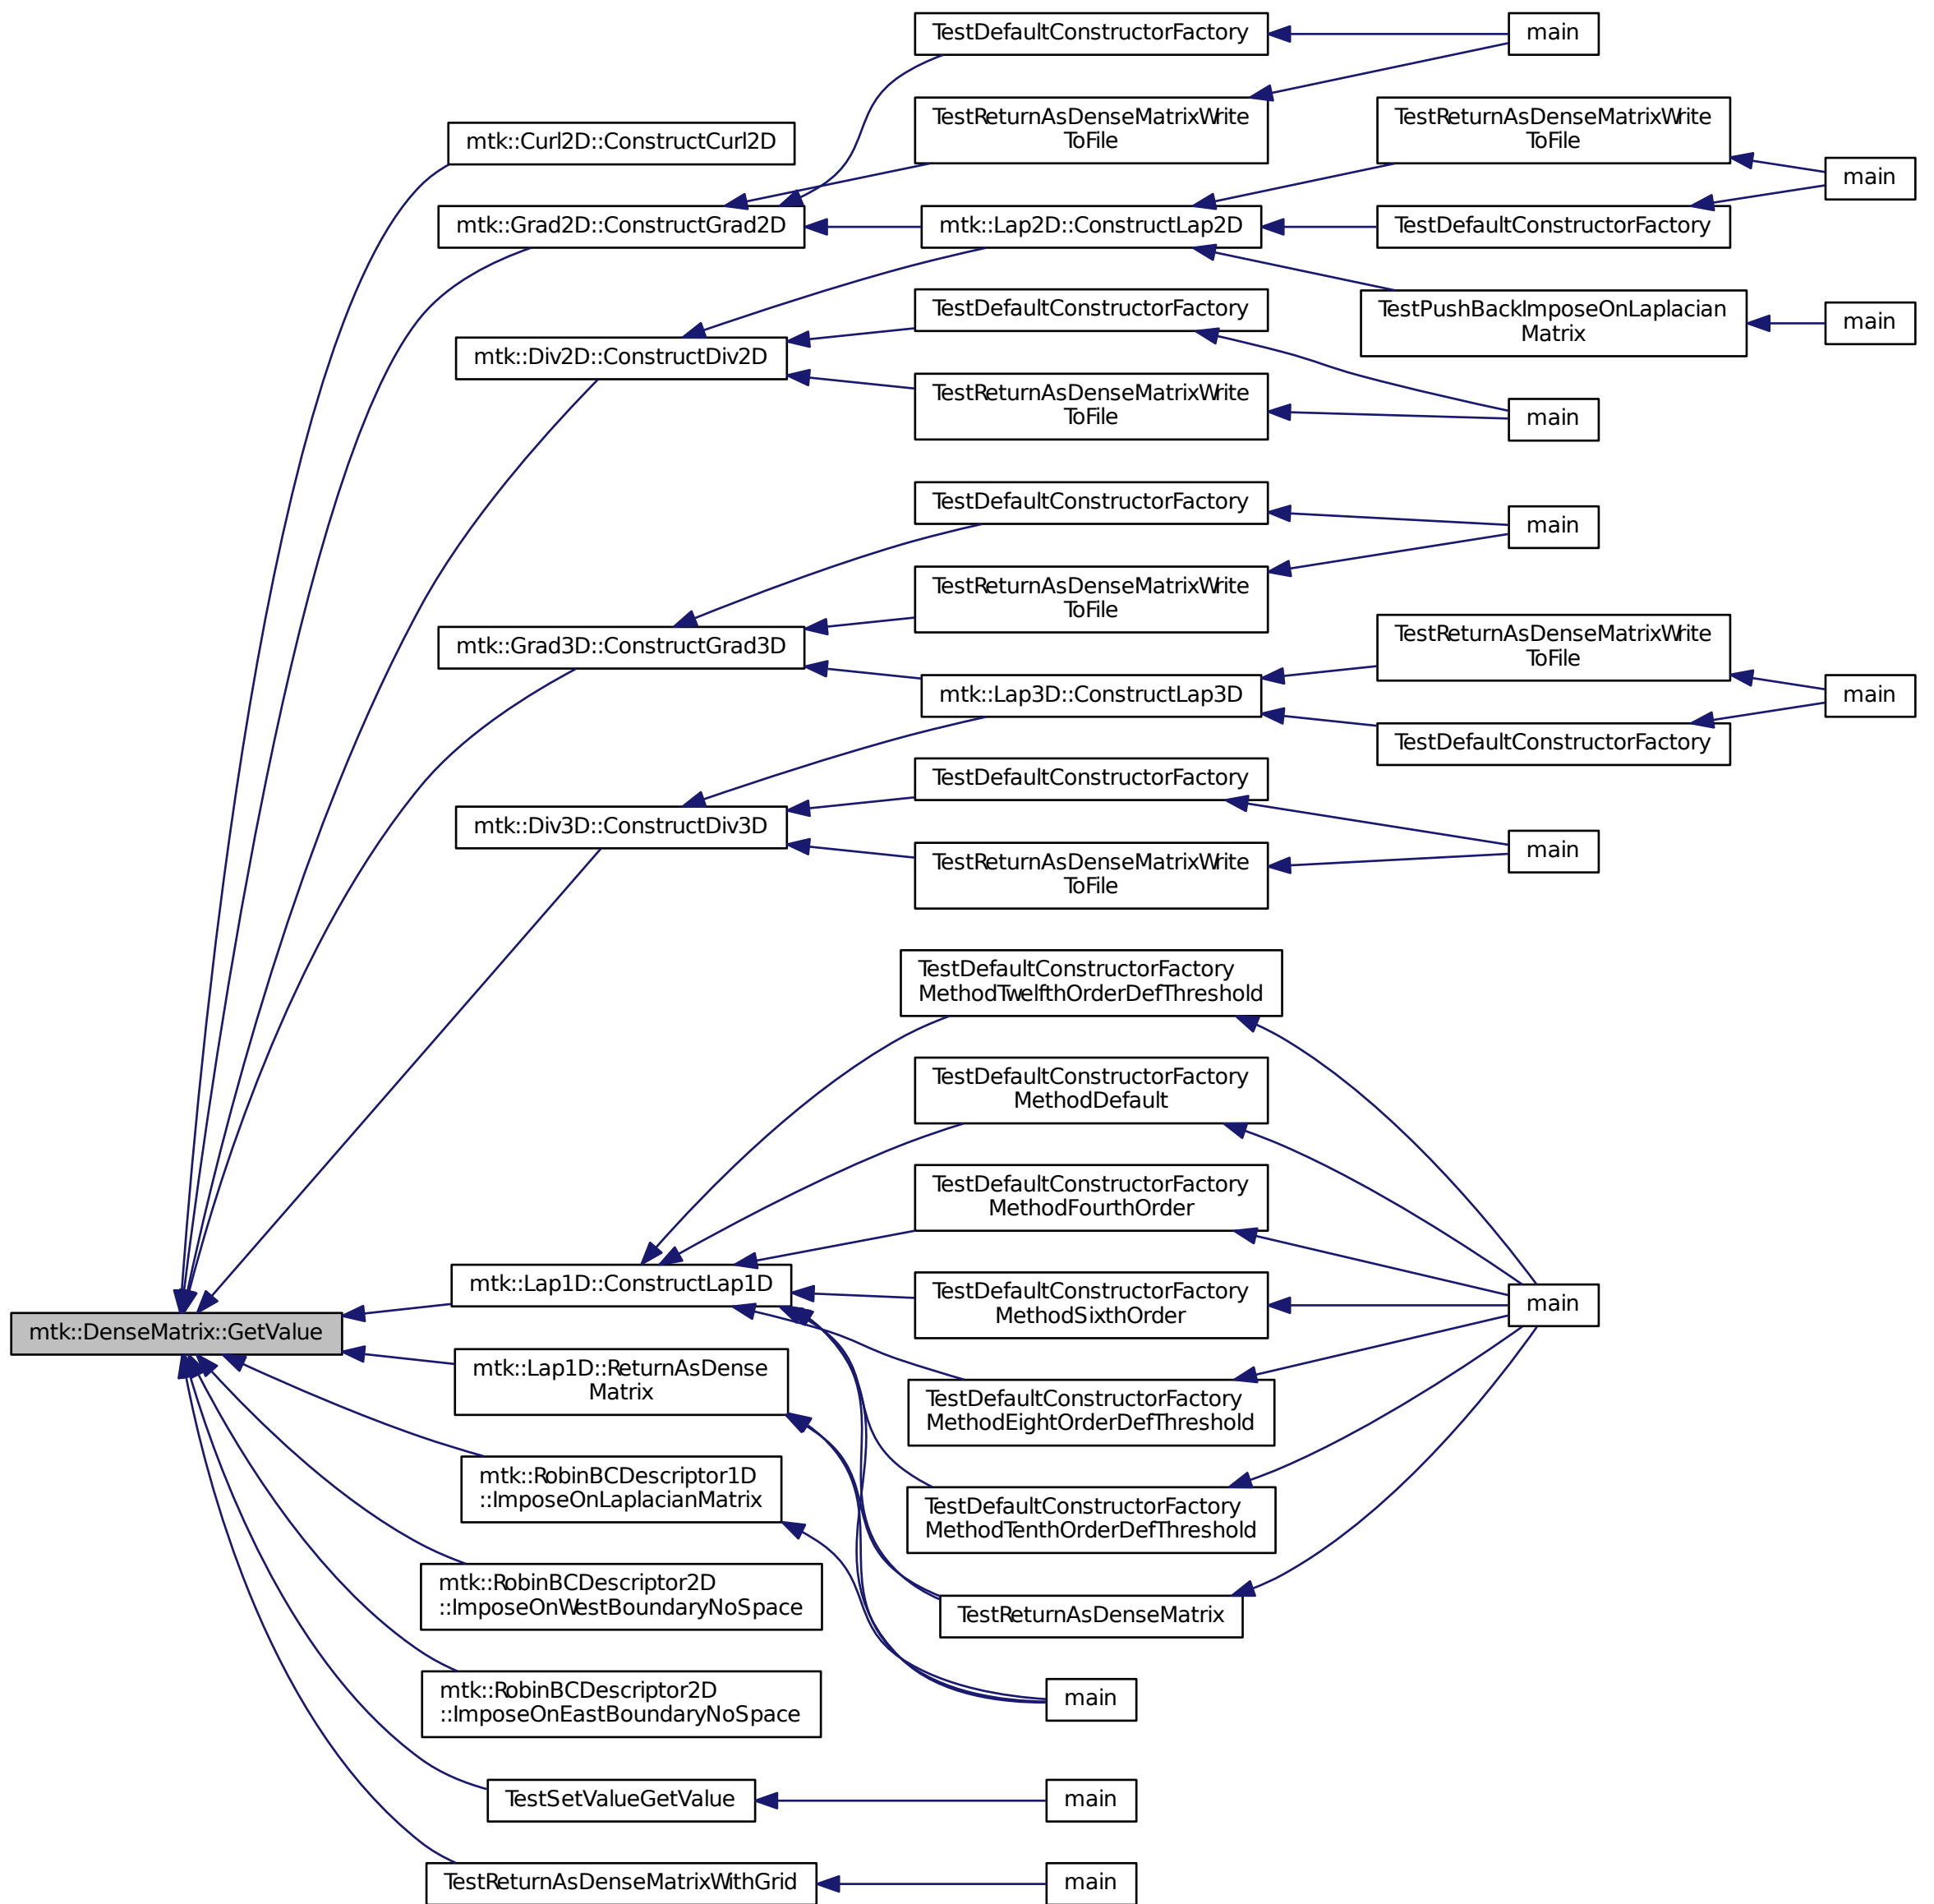 TestDefaultConstructorFactory
main
TestReturnAsDenseMatrixWrite
ToFile
TestReturnAsDenseMatrixWrite
ToFile
mtk::Curl2D::ConstructCurl2D
main
mtk::Grad2D::ConstructGrad2D
mtk::Lap2D::ConstructLap2D
TestDefaultConstructorFactory
TestDefaultConstructorFactory
TestPushBackImposeOnLaplacian
Matrix
main
mtk::Div2D::ConstructDiv2D
TestReturnAsDenseMatrixWrite
ToFile
main
TestDefaultConstructorFactory
main
TestReturnAsDenseMatrixWrite
ToFile
mtk::Grad3D::ConstructGrad3D
TestReturnAsDenseMatrixWrite
ToFile
mtk::Lap3D::ConstructLap3D
main
TestDefaultConstructorFactory
TestDefaultConstructorFactory
mtk::Div3D::ConstructDiv3D
main
TestReturnAsDenseMatrixWrite
ToFile
TestDefaultConstructorFactory
MethodTwelfthOrderDefThreshold
TestDefaultConstructorFactory
MethodDefault
TestDefaultConstructorFactory
MethodFourthOrder
mtk::Lap1D::ConstructLap1D
TestDefaultConstructorFactory
MethodSixthOrder
main
mtk::DenseMatrix::GetValue
mtk::Lap1D::ReturnAsDense
Matrix
TestDefaultConstructorFactory
MethodEightOrderDefThreshold
mtk::RobinBCDescriptor1D
::ImposeOnLaplacianMatrix
TestDefaultConstructorFactory
MethodTenthOrderDefThreshold
mtk::RobinBCDescriptor2D
::ImposeOnWestBoundaryNoSpace
TestReturnAsDenseMatrix
mtk::RobinBCDescriptor2D
::ImposeOnEastBoundaryNoSpace
main
TestSetValueGetValue
main
TestReturnAsDenseMatrixWithGrid
main